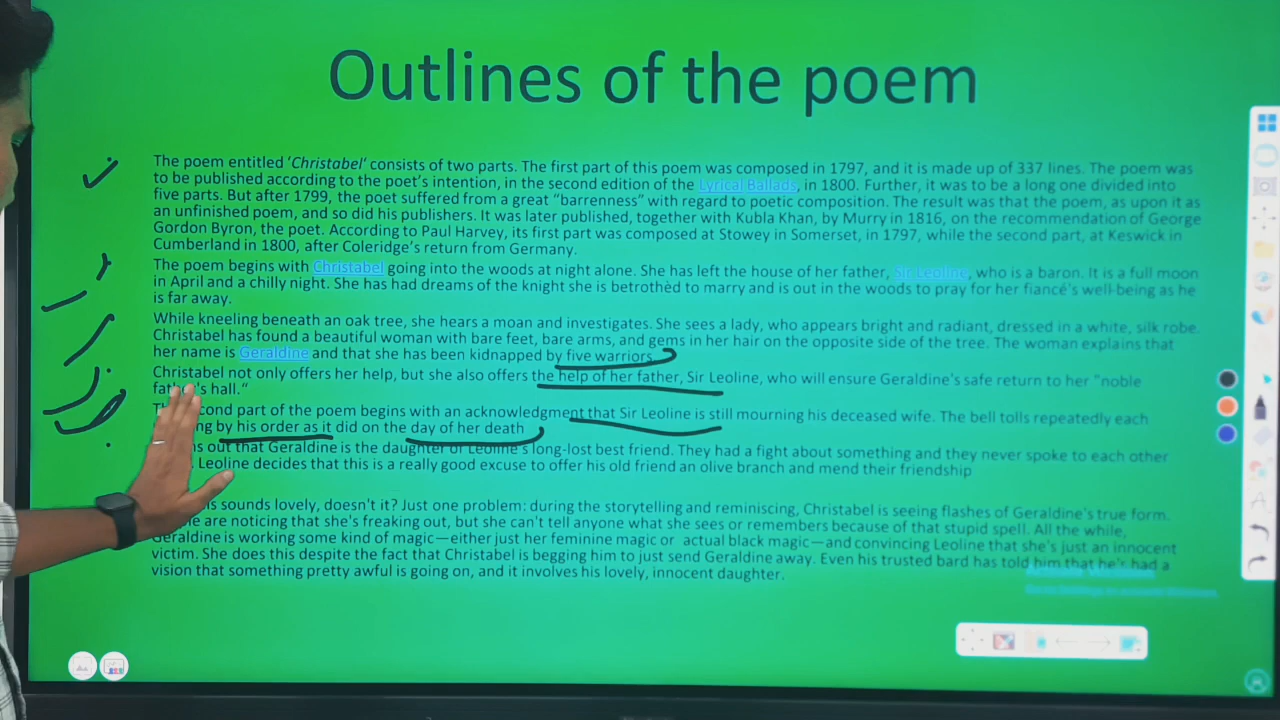 Outlines of the poem
The poem entitled ‘Christabel’ consists of two parts. The first part of this poem was composed in 1797, and it is made up of 337 lines. The poem was
to be published according to the poet’s intention, in the second edition of the Lyrical Ballads, in 1800. Further, it was to be a long one divided into
five parts. But after 1799, the poet suffered from a great “barrenness” with regard to poetic composition. The result was that the poem, as upon it as
an unfinished poem, and so did his publishers. It was later published, together with Kubla Khan, by Murry in 1816, on the recommendation of George
Gordon Byron, the poet. According to Paul Harvey, its first part was composed at Stowey in Somerset, in 1797, while the second part, at Keswick in
Cumberland in 1800, after Coleridge’s return from Germany.
The poem begins with Christabel going into the woods at night alone. She has left the house of her father, Sir Leoline, who is a baron. It is a full moon
in April and a chilly night. She has had dreams of the knight she is betrothèd to marry and is out in the woods to pray for her fiancé's well-being as he
is far away.
While kneeling beneath an oak tree, she hears a moan and investigates. She sees a lady, who appears bright and radiant, dressed in a white, silk robe.
Christabel has found a beautiful woman with bare feet, bare arms, and gems in her hair on the opposite side of the tree. The woman explains that
her name is Geraldine and that she has been kidnapped by five warriors
Christabel not only offers her help, but she also offers the help of her father, Sir Leoline, who will ensure Geraldine's safe return to her "noble
father's hall.“
second part of the poem begins with an acknowledgment that Sir Leoline is still mourning his deceased wife. The bell tolls repeatedly each
by his order as it did on the day of her death
out that Geraldine is the daughter of Leoline's long-lost best friend. They had a fight about something and they never spoke to each other
Leoline decides that this is a really good excuse to offer his old friend an olive branch and mend their friendship
sounds lovely, doesn't it? Just one problem: during the storytelling and reminiscing, Christabel is seeing flashes of Geraldine's true form.
are noticing that she's freaking out, but she can't tell anyone what she sees or remembers because of that stupid spell. All the while,
Geraldine is working some kind of magic—either just her feminine magic or actual black magic—and convincing Leoline that she's just an innocent
victim. She does this despite the fact that Christabel is begging him to just send Geraldine away. Even his trusted bard has told him that he's had a
vision that something pretty awful is going on, and it involves his lovely, innocent daughter.